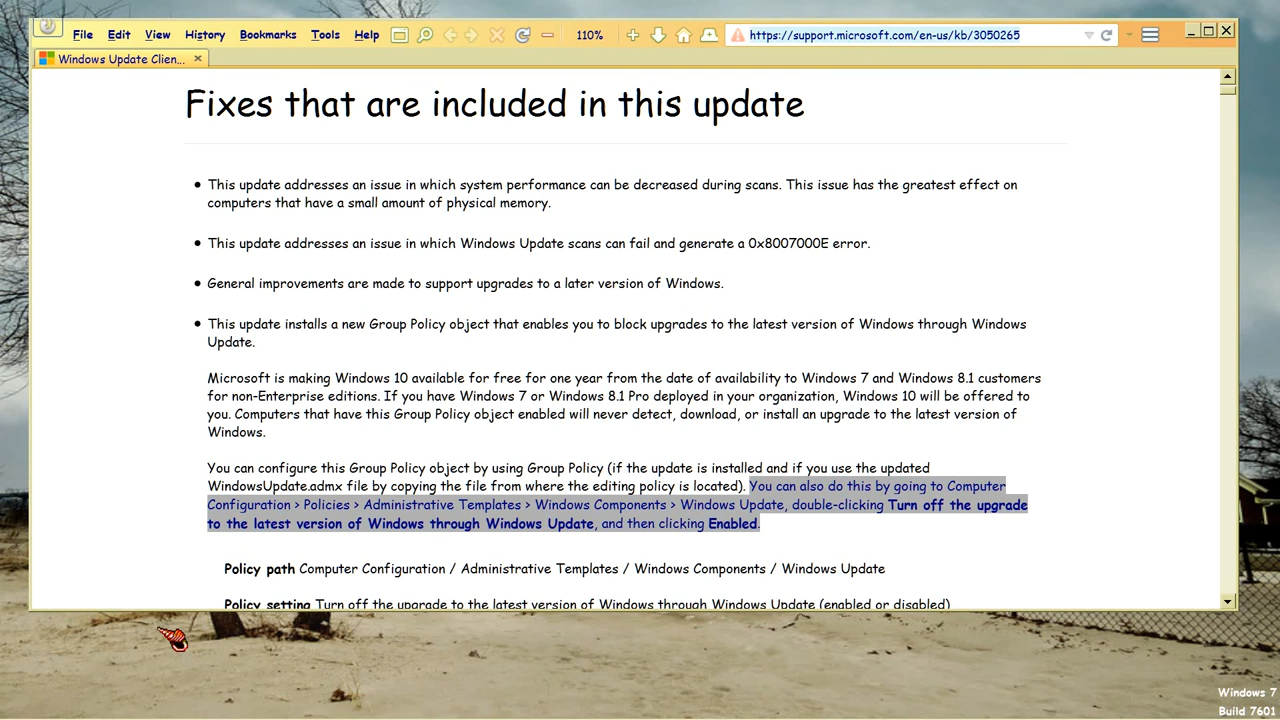 File Edit View History Bookmarks Tools Help 110% https://support.microsoft.com/en-us/kb/3050265
Windows Update Clien...
Fixes that are included in this update
This update addresses an issue in which system performance can be decreased during scans. This issue has the greatest effect on
computers that have a small amount of physical memory.
This update addresses an issue in which Windows Update scans can fail and generate a 0x8007000E error.
General improvements are made to support upgrades to a later version of Windows.
This update installs a new Group Policy object that enables you to block upgrades to the latest version of Windows through Windows
Update.
Microsoft is making Windows 10 available for free for one year from the date of availability to Windows 7 and Windows 8.1 customers
for non-Enterprise editions. If you have Windows 7 or Windows 8.1 Pro deployed in your organization, Windows 10 will be offered to
you. Computers that have this Group Policy object enabled will never detect, download, or install an upgrade to the latest version of
Windows.
You can configure this Group Policy object by using Group Policy (if the update is installed and if you use the updated
WindowsUpdate.admx file by copying the file from where the editing policy is located). You can also do this by going to Computer
Configuration > Policies > Administrative Templates > Windows Components > Windows Update, double-clicking Turn off the upgrade
to the latest version of Windows through Windows Update, and then clicking Enabled.
Policy path Computer Configuration / Administrative Templates / Windows Components / Windows Update
Policy setting Turn off the upgrade to the latest version of Windows through Windows Update (enabled or disabled)
Windows 7
Build 7601